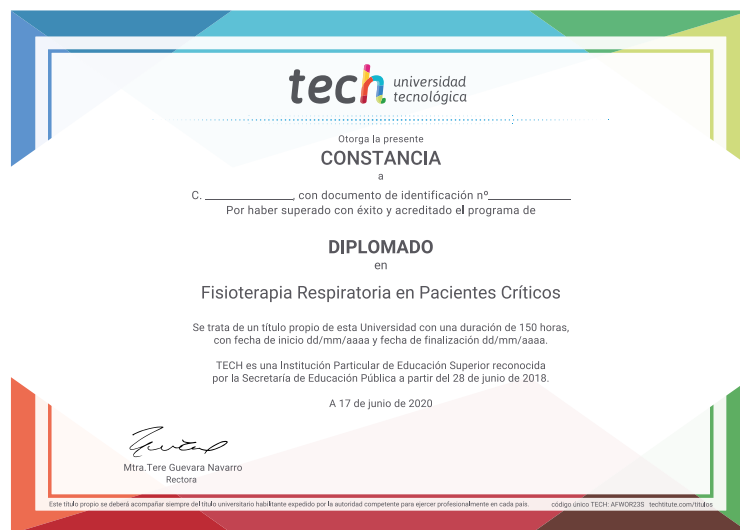 tech universidad
tecnológica
Otorga la presente
CONSTANCIA
a
C. ____________, con documento de identificación nº____________
Por haber superado con éxito y acreditado el programa de
DIPLOMADO
en
Fisioterapia Respiratoria en Pacientes Críticos
Se trata de un título propio de esta Universidad con una duración de 150 horas,
con fecha de inicio dd/mm/aaaa y fecha de finalización dd/mm/aaaa.
TECH es una Institución Particular de Educación Superior reconocida
por la Secretaría de Educación Pública a partir del 28 de junio de 2018.
A 17 de junio de 2020
Mtra.Tere Guevara Navarro
Rectora
Este título propio se deberá acompañar siempre del título universitario habilitante expedido por la autoridad competente para ejercer profesionalmente en cada país. código único TECH: AFWOR23S techtitute.com/titulos